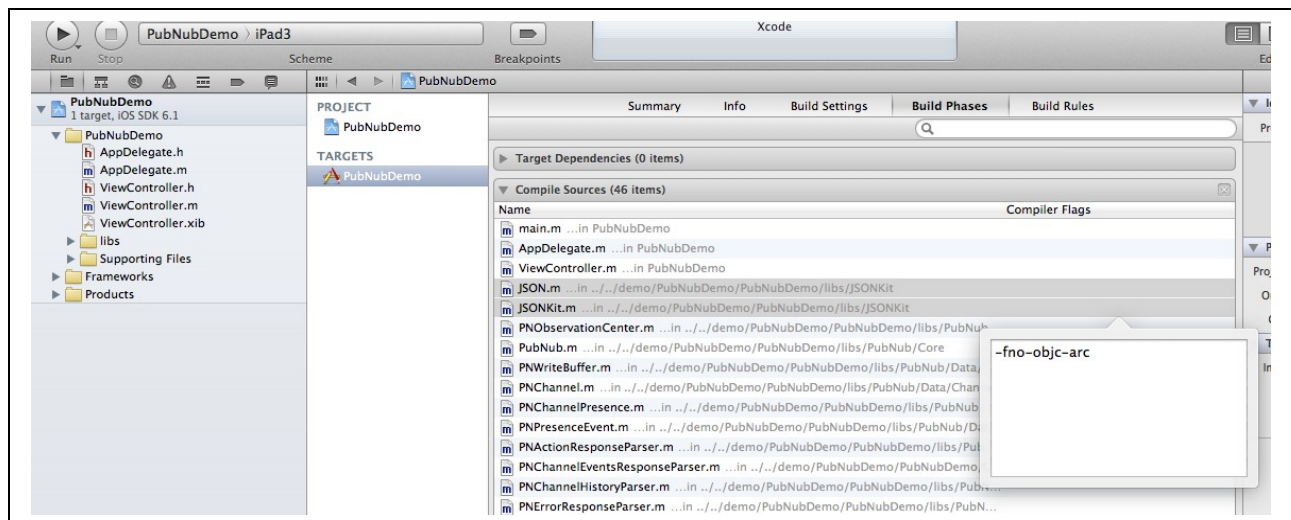 PubNubDemo › iPad3
Xcode
Run Stop Scheme Breakpoints
PubNubDemo
PubNubDemo
1 target, iOS SDK 6.1
PubNubDemo
AppDelegate.h
AppDelegate.m
ViewController.h
ViewController.m
ViewController.xib
libs
Supporting Files
Frameworks
Products
PROJECT
PubNubDemo
TARGETS
PubNubDemo
Summary Info Build Settings Build Phases Build Rules
Target Dependencies (0 items)
Compile Sources (46 items)
Name Compiler Flags
main.m ...in PubNubDemo
AppDelegate.m ...in PubNubDemo
ViewController.m ...in PubNubDemo
JSON.m ...in ../../demo/PubNubDemo/PubNubDemo/libs/JSONKit
JSONKit.m ...in ../../demo/PubNubDemo/PubNubDemo/libs/JSONKit
PNObservationCenter.m ...in ../../demo/PubNubDemo/PubNubDemo/libs/PubNub
PubNub.m ...in ../../demo/PubNubDemo/PubNubDemo/libs/PubNub/Core
PNWriteBuffer.m ...in ../../demo/PubNubDemo/PubNubDemo/libs/PubNub/Data/
PNChannel.m ...in ../../demo/PubNubDemo/PubNubDemo/libs/PubNub/Data/Chan
PNChannelPresence.m ...in ../../demo/PubNubDemo/PubNubDemo/libs/PubNub
PNPresenceEvent.m ...in ../../demo/PubNubDemo/PubNubDemo/libs/PubNub/D
PNActionResponseParser.m ...in ../../demo/PubNubDemo/PubNubDemo/libs/Pu
PNChannelEventsResponseParser.m ...in ../../demo/PubNubDemo/PubNubDemo
PNChannelHistoryParser.m ...in ../../demo/PubNubDemo/PubNubDemo/libs/PubN...
PNErrorResponseParser.m ...in ../../demo/PubNubDemo/PubNubDemo/libs/PubN...
-fno-objc-arc